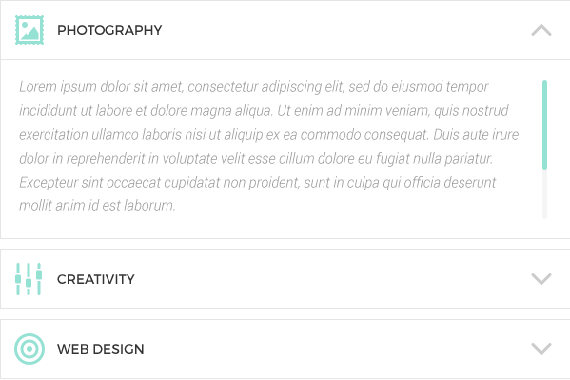 PHOTOGRAPHY
Lorem ipsum dolor sit amet, consectetur adipiscing elit, sed do eiusmod tempor
incididunt ut labore et dolore magna aliqua. Ut enim ad minim veniam, quis nostrud
exercitation ullamco laboris nisi ut aliquip ex ea commodo consequat. Duis aute irure
dolor in reprehenderit in voluptate velit esse cillum dolore eu fugiat nulla pariatur.
Excepteur sint occaecat cupidatat non proident, sunt in culpa qui officia deserunt
mollit anim id est laborum.
CREATIVITY
WEB DESIGN